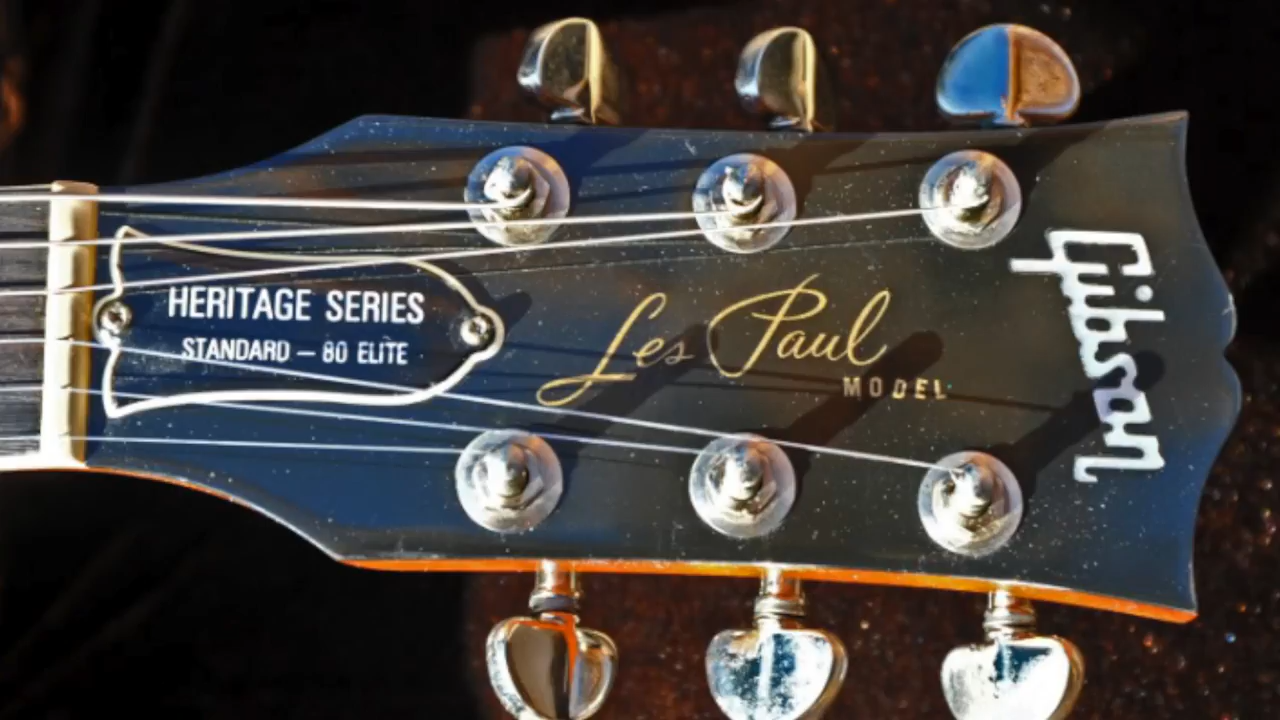 HERITAGE SERIES
STANDARD – 80 ELITE
Les Paul
MODEL
Gibson